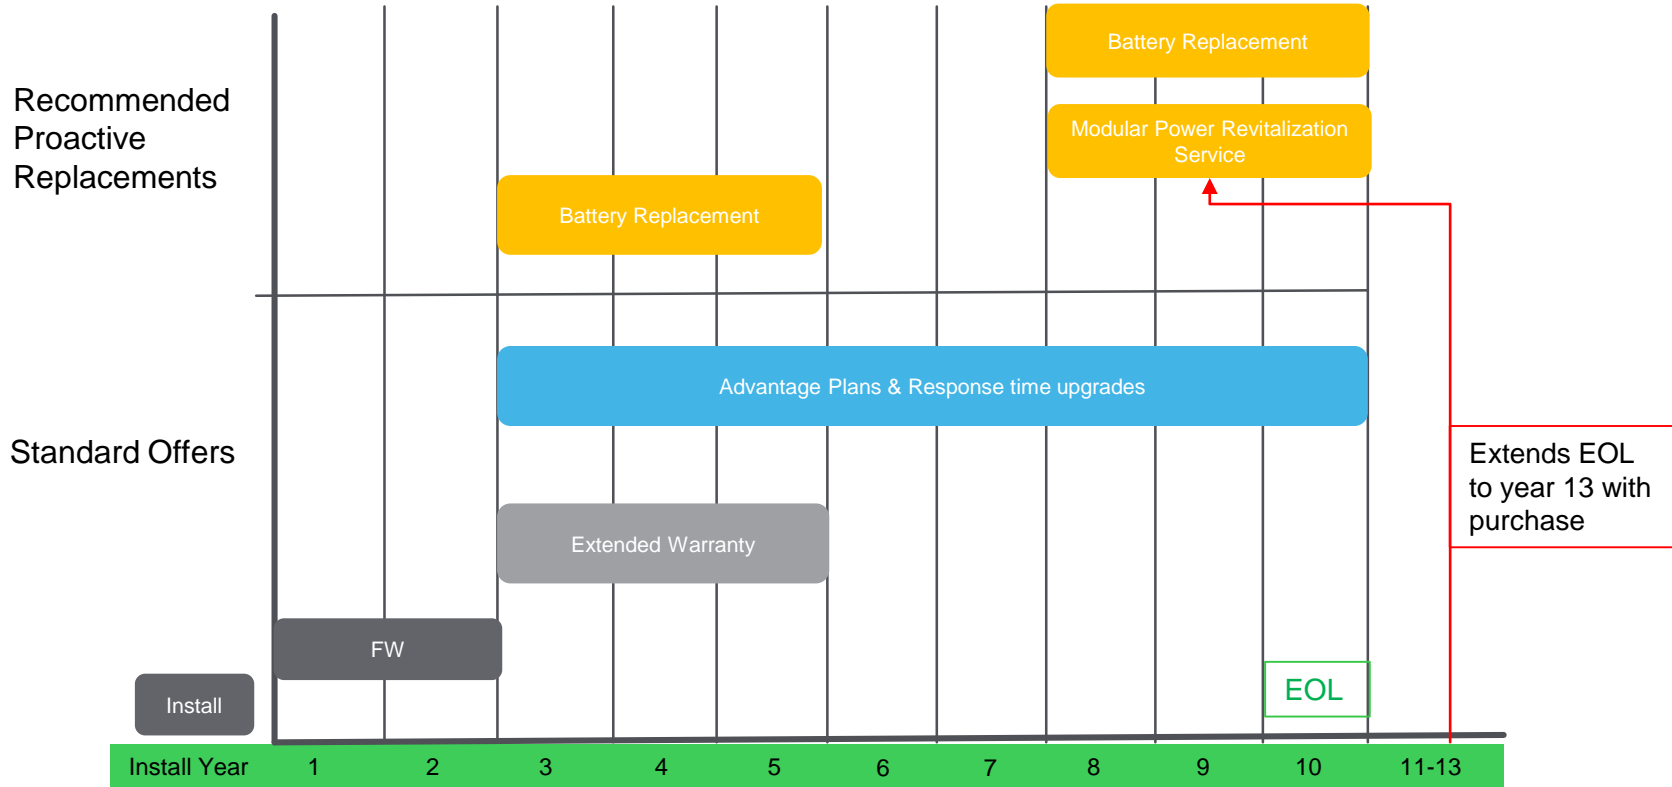 Battery Replacement
Recommended
Proactive
Replacements
Modular Power Revitalization
Service
Battery Replacement
Advantage Plans & Response time upgrades
Standard Offers
Extends EOL
to year 13 with
purchase
Extended Warranty
FW
EOL
Install
Install Year 1 2 3 4 5 6 7 8 9 10 11-13